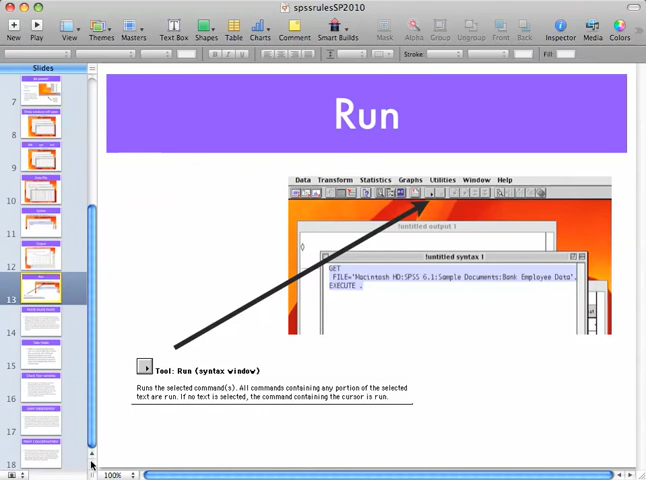 spssrulesSP2010
New
Play
View
Themes
Masters
Text Box
Shapes
Table
Charts
Comment
Smart Builds
Mask
Alpha
Group
Ungroup
Front
Back
Inspector
Media
Colors
B I U
Stroke:
Fill:
Slides
7
8
9
10
11
12
13
14
15
16
17
18
Run
Data Transform Statistics Graphs Utilities Window Help
!untitled output 1
!untitled syntax 1
GET
FILE='Macintosh HD:SPSS 6.1:Sample Documents:Bank Employee Data'.
EXECUTE .
Tool: Run (syntax window)
Runs the selected command(s). All commands containing any portion of the selected
text are run. If no text is selected, the command containing the cursor is run.
100%